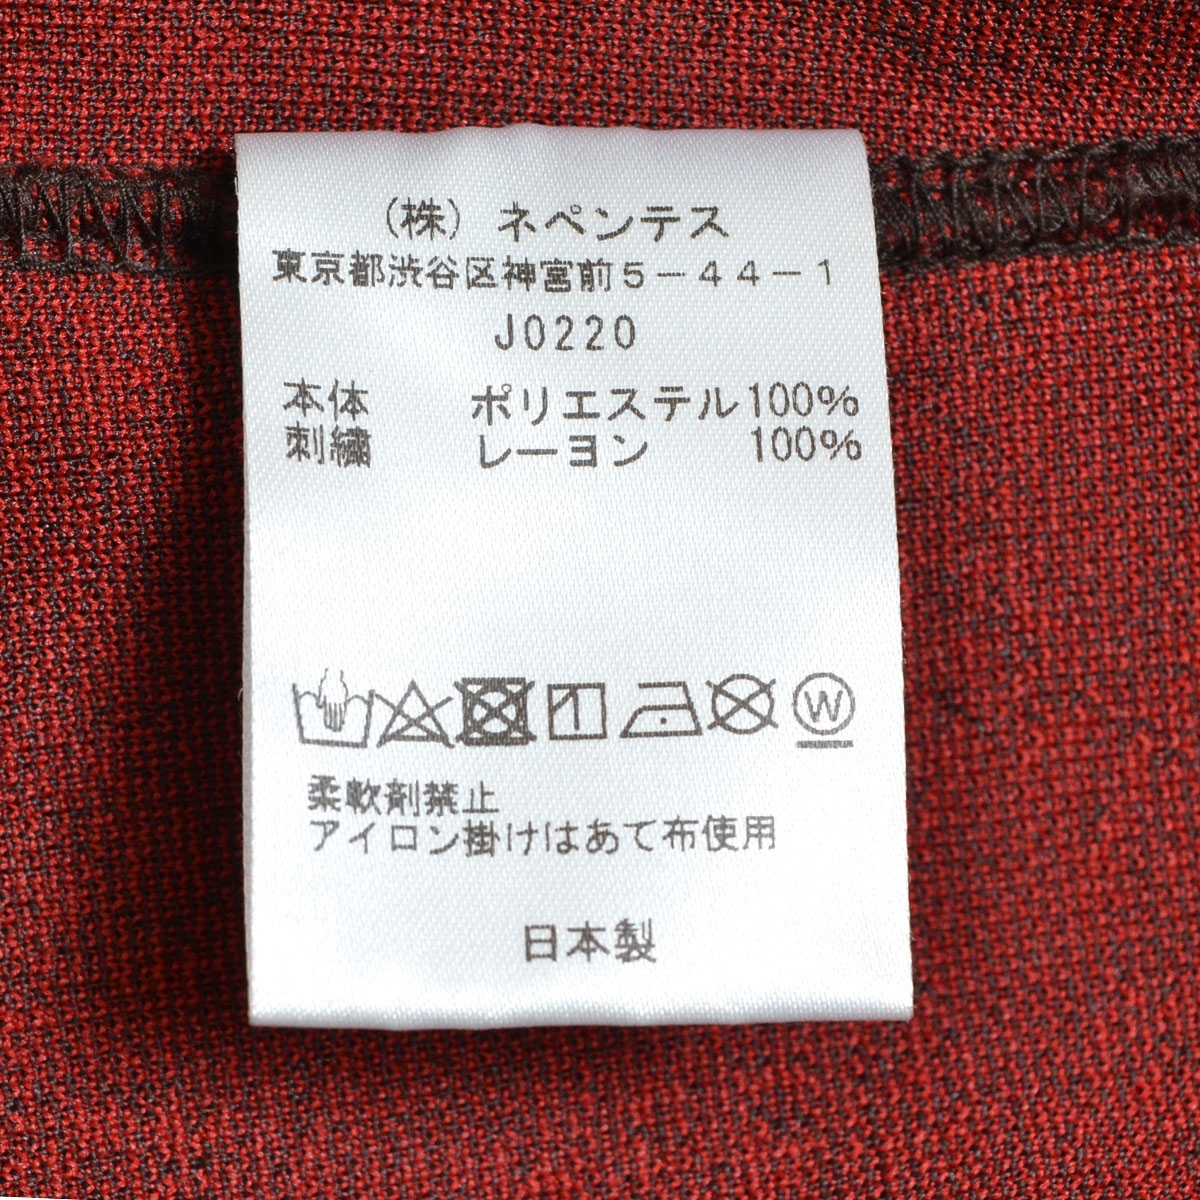 （株）ネペンテス
東京都渋谷区神宮前５−４４−１
J0220
本体　ポリエステル100%
刺繍　レーヨン　100%
W
柔軟剤禁止
アイロン掛けはあて布使用
日本製